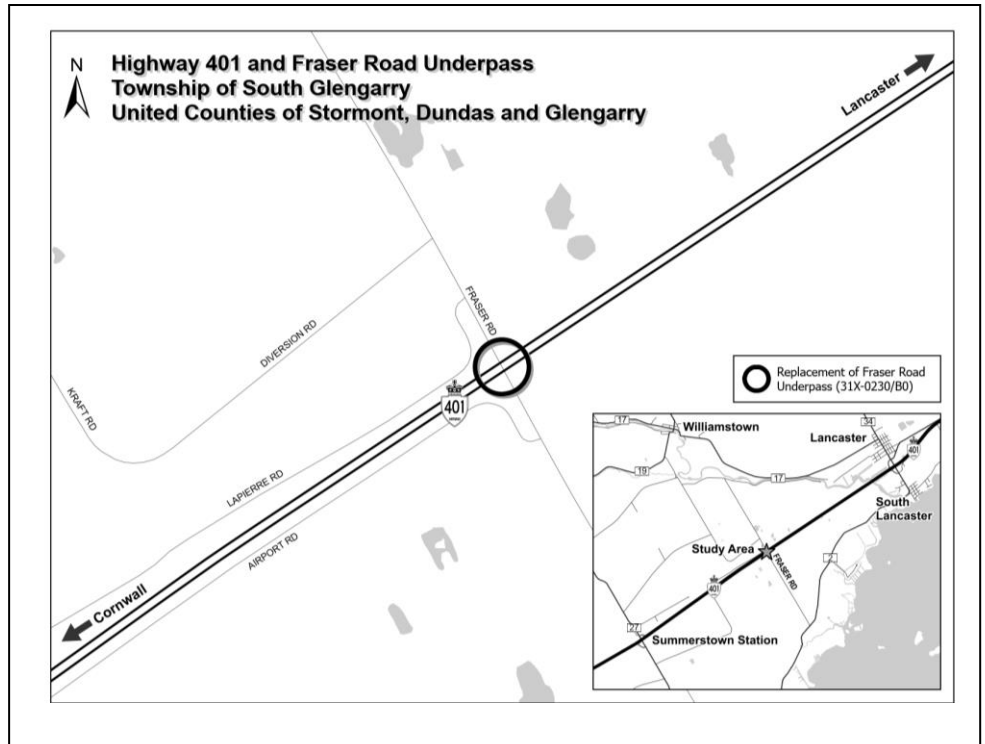 N
Highway 401 and Fraser Road Underpass
Township of South Glengarry
United Counties of Stormont, Dundas and Glengarry
Lancaster
FRASER RD
DIVERSION RD
KRAFT RD
401
LAPIERRE RD
AIRPORT RD
Cornwall
Replacement of Fraser Road
Underpass (31X-0230/B0)
17
Williamstown
34
Lancaster
401
19
17
South
Lancaster
Study Area
FRASER RD
2
401
27
Summerstown Station